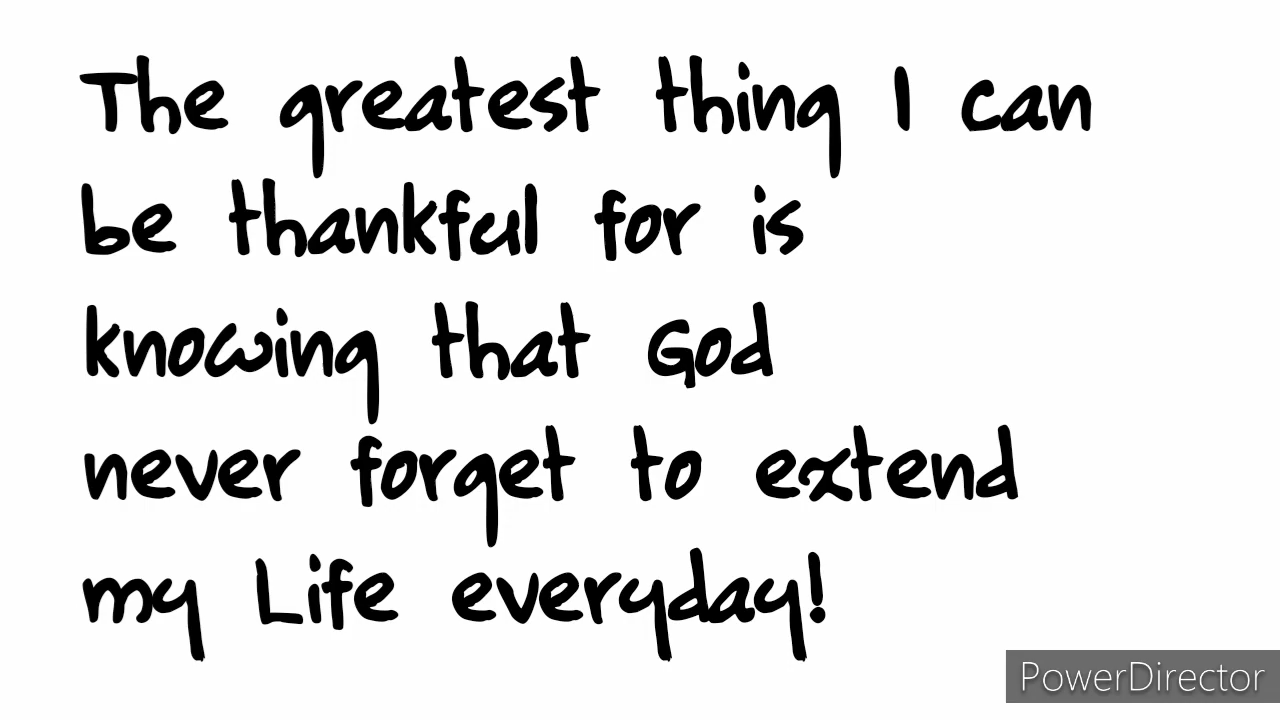 The greatest thing I can
be thankful for is
knowing that God
never forget to extend
my Life everyday!
PowerDirector